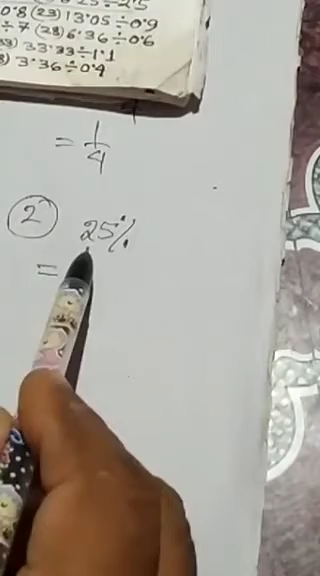 0·8 (23) 13·05÷0·9
÷7 (28) 6·36÷0·6
33·33÷1·1
3·36÷0·4
= 1/4
② 25%
=